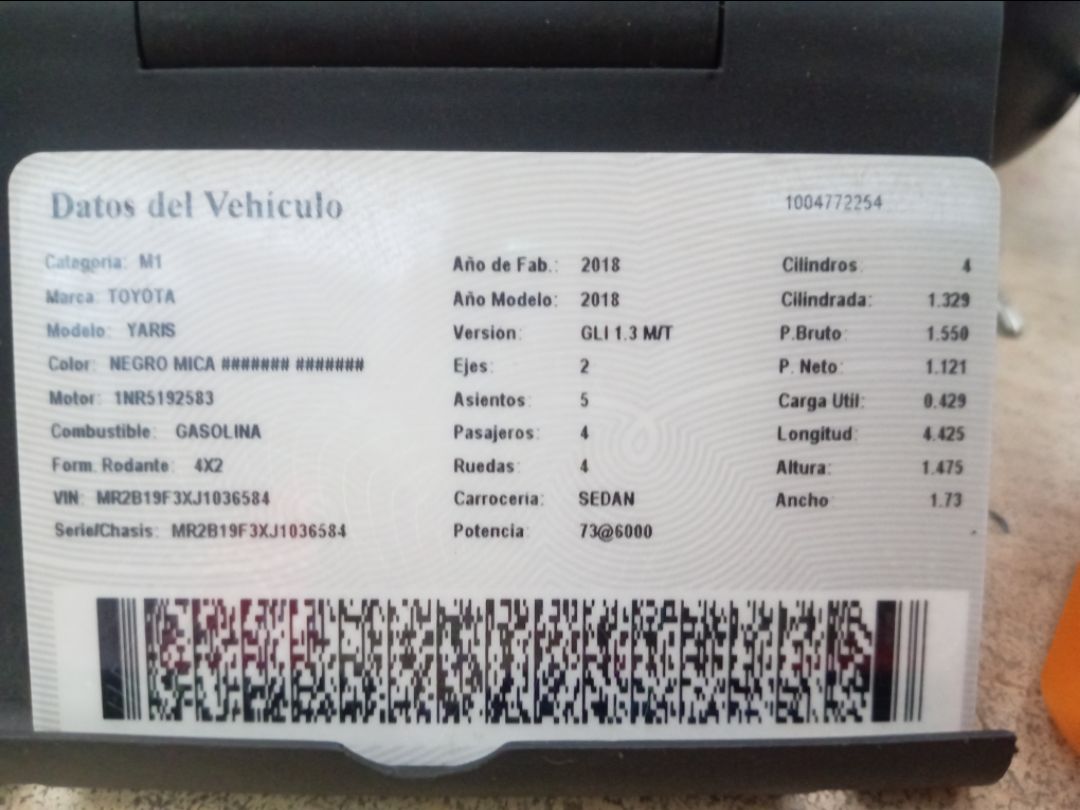 Datos del Vehículo 1004772254
Categoria: M1 Año de Fab.: 2018 Cilindros: 4
Marca: TOYOTA Año Modelo: 2018 Cilindrada: 1.329
Modelo: YARIS Version: GLI 1.3 M/T P.Bruto: 1.550
Color: NEGRO MICA ####### ####### Ejes: 2 P. Neto: 1.121
Motor: 1NR5192583 Asientos: 5 Carga Util: 0.429
Combustible: GASOLINA Pasajeros: 4 Longitud: 4.425
Form. Rodante: 4X2 Ruedas: 4 Altura: 1.475
VIN: MR2B19F3XJ1036584 Carroceria: SEDAN Ancho: 1.73
Serie/Chasis: MR2B19F3XJ1036584 Potencia: 73@6000